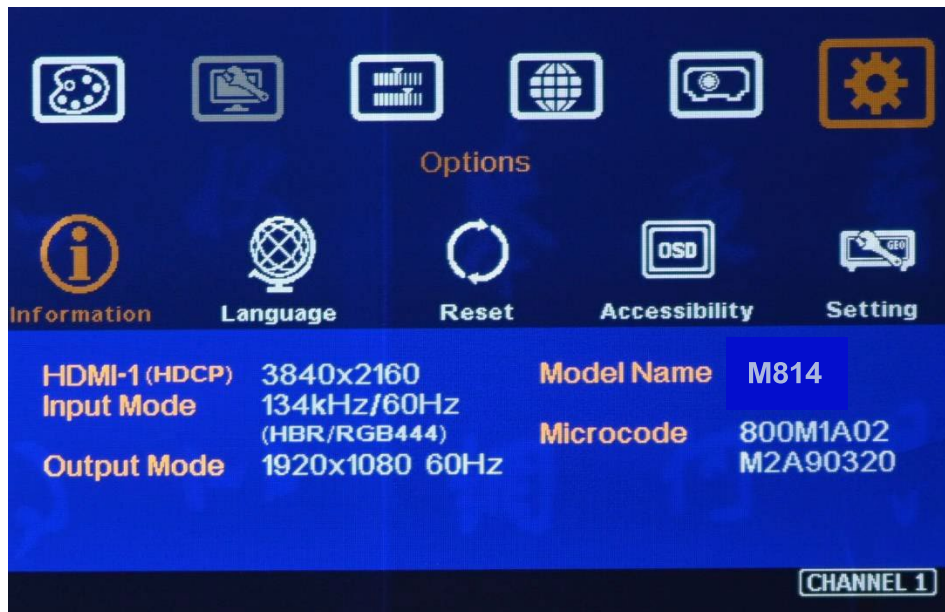 Options
OSD
GEO
Information Language Reset Accessibility Setting
HDMI-1 (HDCP) 3840x2160 Model Name M814
Input Mode 134kHz/60Hz
(HBR/RGB444) Microcode 800M1A02
Output Mode 1920x1080 60Hz M2A90320
CHANNEL 1